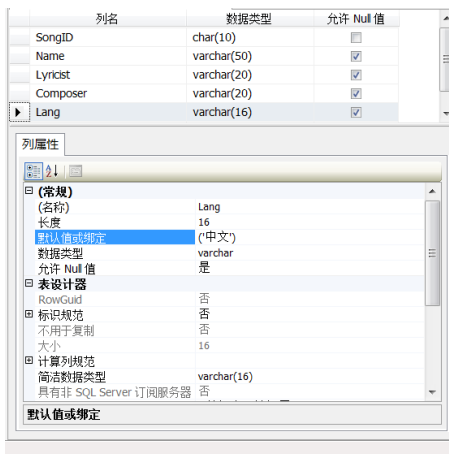 列名 数据类型 允许 Null 值
SongID char(10)
Name varchar(50)
Lyricist varchar(20)
Composer varchar(20)
Lang varchar(16)
列属性
(常规)
(名称) Lang
长度 16
默认值或绑定 ('中文')
数据类型 varchar
允许 Null 值 是
表设计器
RowGuid 否
标识规范 否
不用于复制 否
大小 16
计算列规范
简洁数据类型 varchar(16)
具有非 SQL Server 订阅服务器 否
默认值或绑定